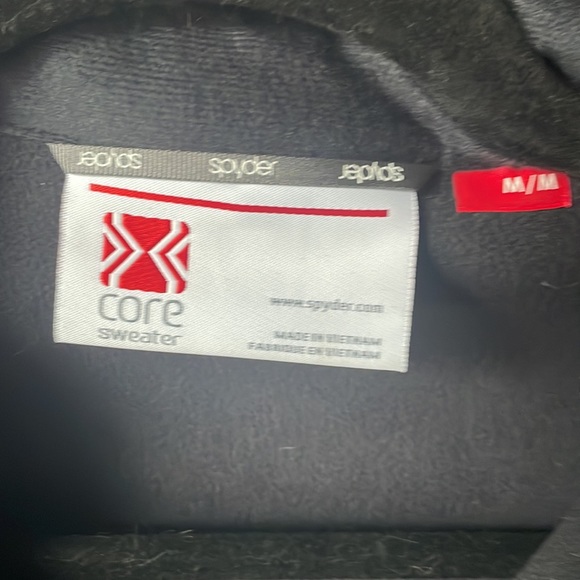 spyder spyder spyder
M/M
core
sweater
www.spyder.com
MADE IN VIETNAM
FABRIQUE EN VIETNAM